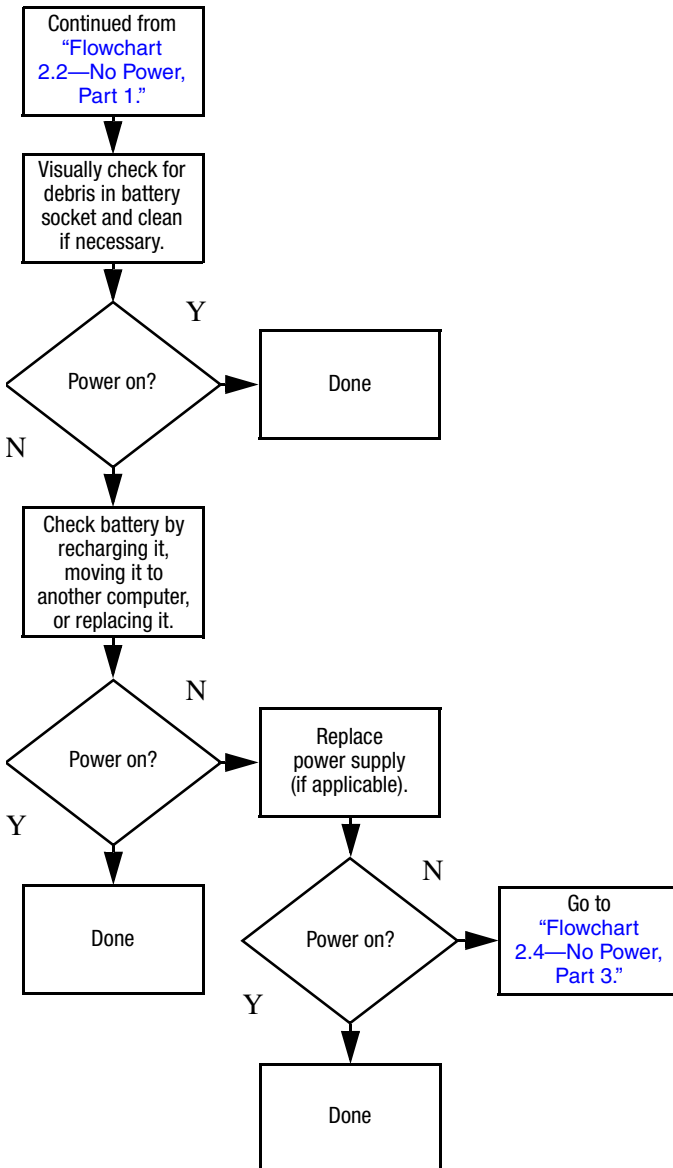 Continued from
“Flowchart
2.2—No Power,
Part 1.”
Visually check for
debris in battery
socket and clean
if necessary.
Y
Power on?
Done
N
Check battery by
recharging it,
moving it to
another computer,
or replacing it.
N
Power on?
Replace
power supply
(if applicable).
Y
Done
N
Power on?
Go to
“Flowchart
2.4—No Power,
Part 3.”
Y
Done